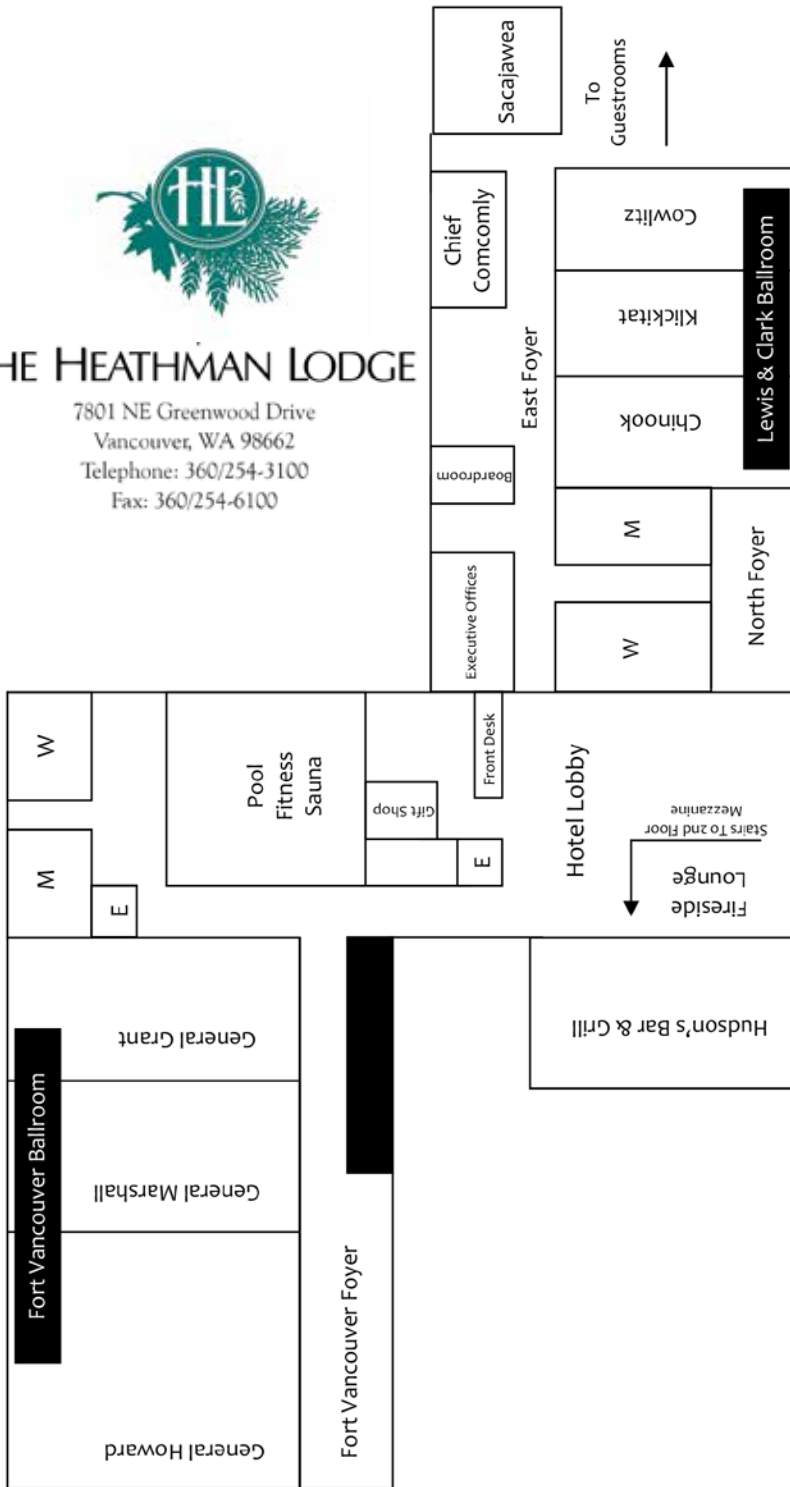 HL
HE HEATHMAN LODGE
7801 NE Greenwood Drive
Vancouver, WA 98662
Telephone: 360/254-3100
Fax: 360/254-6100
Sacajawea
To
Guestrooms
Chief
Comcomly
East Foyer
Cowlitz
Klickitat
Chinook
Lewis & Clark Ballroom
Boardroom
Executive Offices
M
W
North Foyer
W
M
E
Pool
Fitness
Sauna
Gift Shop
Front Desk
E
Hotel Lobby
Stairs To 2nd Floor
Mezzanine
Fireside
Lounge
Hudson's Bar & Grill
Fort Vancouver Ballroom
General Grant
General Marshall
General Howard
Fort Vancouver Foyer